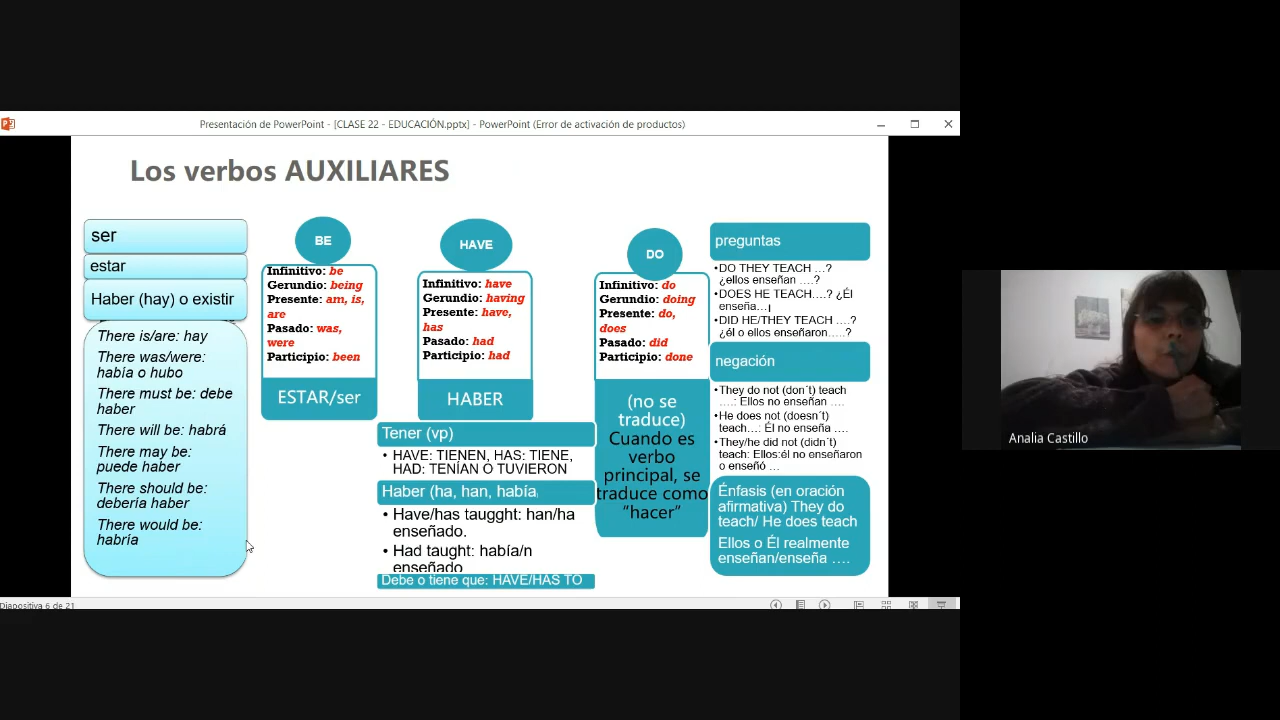 Presentación de PowerPoint - [CLASE 22 - EDUCACIÓN.pptx] - PowerPoint (Error de activación de productos)
Los verbos AUXILIARES
ser
estar
Haber (hay) o existir
There is/are: hay
There was/were:
había o hubo
There must be: debe
haber
There will be: habrá
There may be:
puede haber
There should be:
debería haber
There would be:
habría
BE
Infinitivo: be
Gerundio: being
Presente: am, is,
are
Pasado: was,
were
Participio: been
ESTAR/ser
HAVE
Infinitivo: have
Gerundio: having
Presente: have,
has
Pasado: had
Participio: had
HABER
Tener (vp)
• HAVE: TIENEN, HAS: TIENE,
HAD: TENÍAN O TUVIERON
Haber (ha, han, había
• Have/has taugght: han/ha
enseñado.
• Had taught: había/n
enseñado
Debe o tiene que: HAVE/HAS TO
DO
Infinitivo: do
Gerundio: doing
Presente: do,
does
Pasado: did
Participio: done
(no se
traduce)
Cuando es
verbo
principal, se
traduce como
"hacer"
preguntas
•DO THEY TEACH …?
¿ellos enseñan ….?
•DOES HE TEACH….? ¿Él
enseña…¡
•DID HE/THEY TEACH ….?
¿él o ellos enseñaron…..?
negación
•They do not (don´t) teach
….: Ellos no enseñan ….
•He does not (doesn´t)
teach…: Él no enseña ….
•They/he did not (didn´t)
teach: Ellos:él no enseñaron
o enseñó …
Énfasis (en oración
afirmativa) They do
teach/ He does teach
Ellos o Él realmente
enseñan/enseña ….
Diapositiva 6 de 21
Analia Castillo